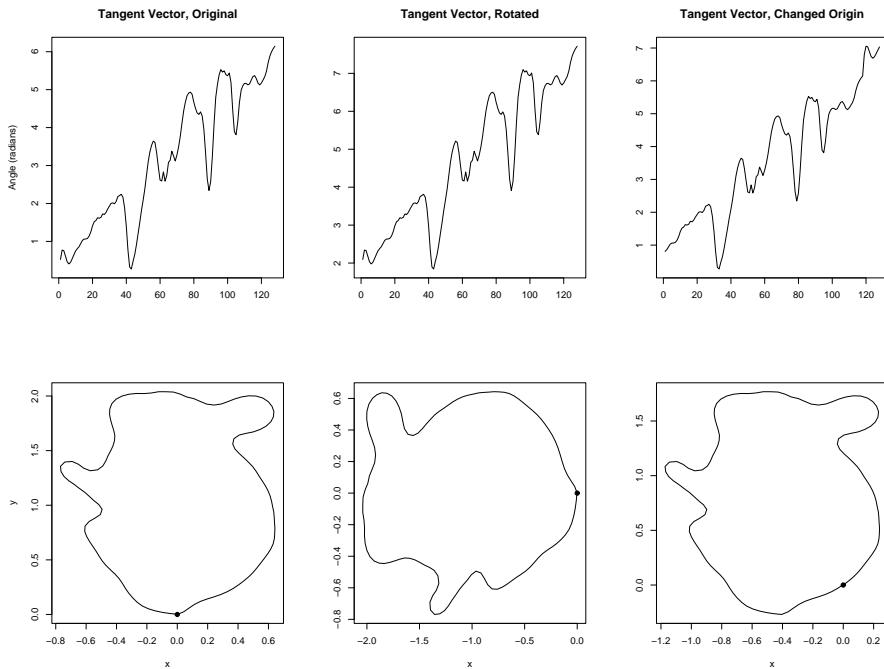 Tangent Vector, Original
Tangent Vector, Rotated
Tangent Vector, Changed Origin
Angle (radians)
1 2 3 4 5 6
0 20 40 60 80 100 120
2 3 4 5 6 7
0 20 40 60 80 100 120
1 2 3 4 5 6 7
0 20 40 60 80 100 120
y
0.0 0.5 1.0 1.5 2.0
−0.8 −0.4 0.0 0.2 0.4 0.6
x
−0.8 −0.6 −0.4 −0.2 0.0 0.2 0.4 0.6
−2.0 −1.5 −1.0 −0.5 0.0
x
0.0 0.5 1.0 1.5
−1.2 −1.0 −0.8 −0.6 −0.4 −0.2 0.0 0.2
x